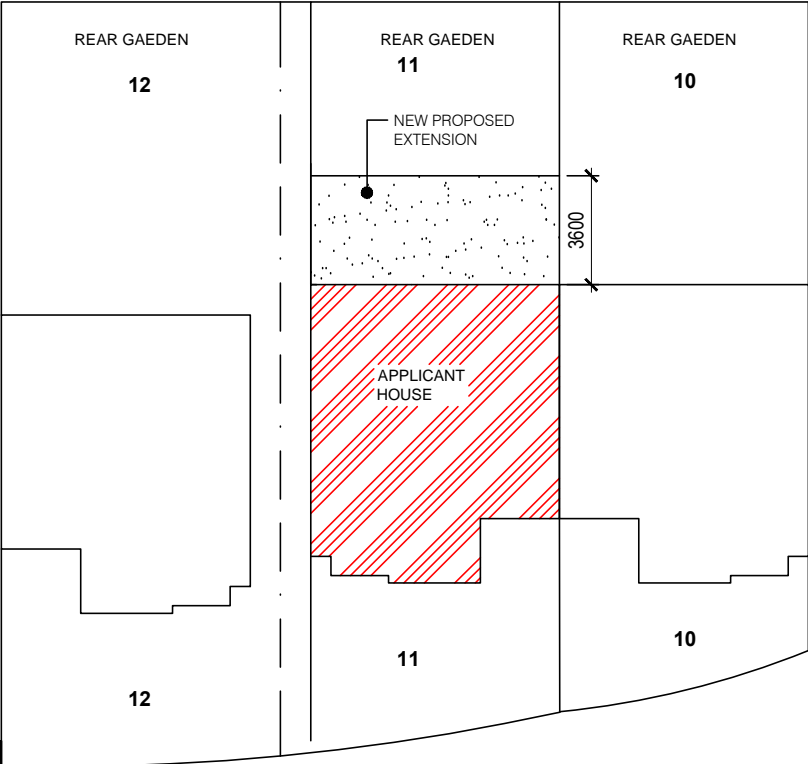 REAR GAEDEN
12
REAR GAEDEN
11
REAR GAEDEN
10
NEW PROPOSED
EXTENSION
3600
APPLICANT
HOUSE
12
11
10